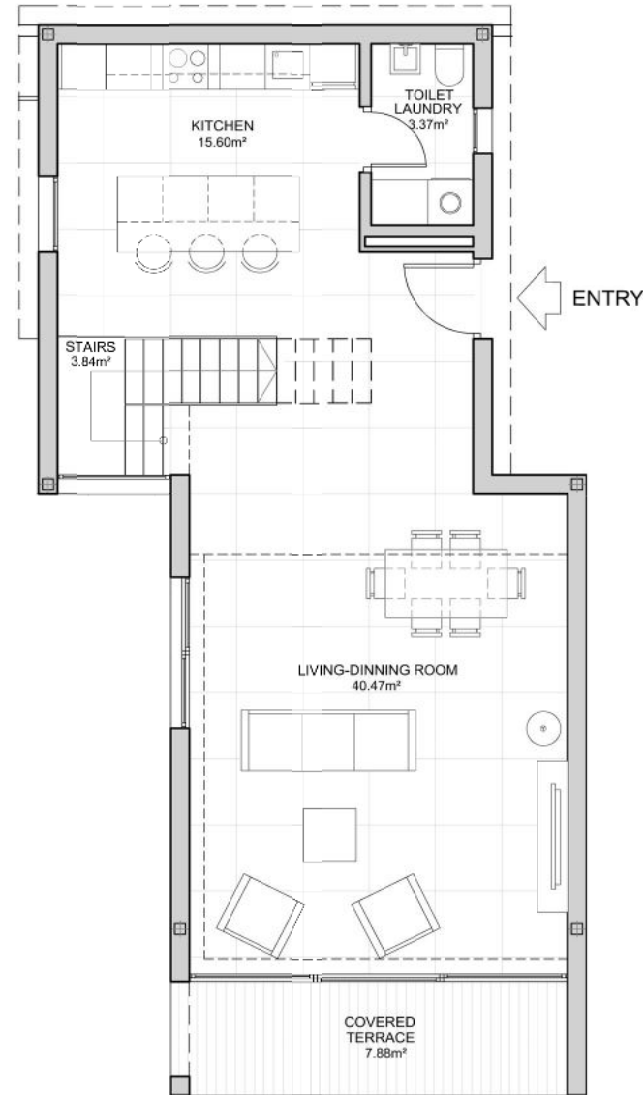 TOILET
LAUNDRY
3.37m²
KITCHEN
15.60m²
ENTRY
STAIRS
3.84m²
LIVING-DINNING ROOM
40.47m²
COVERED
TERRACE
7.88m²